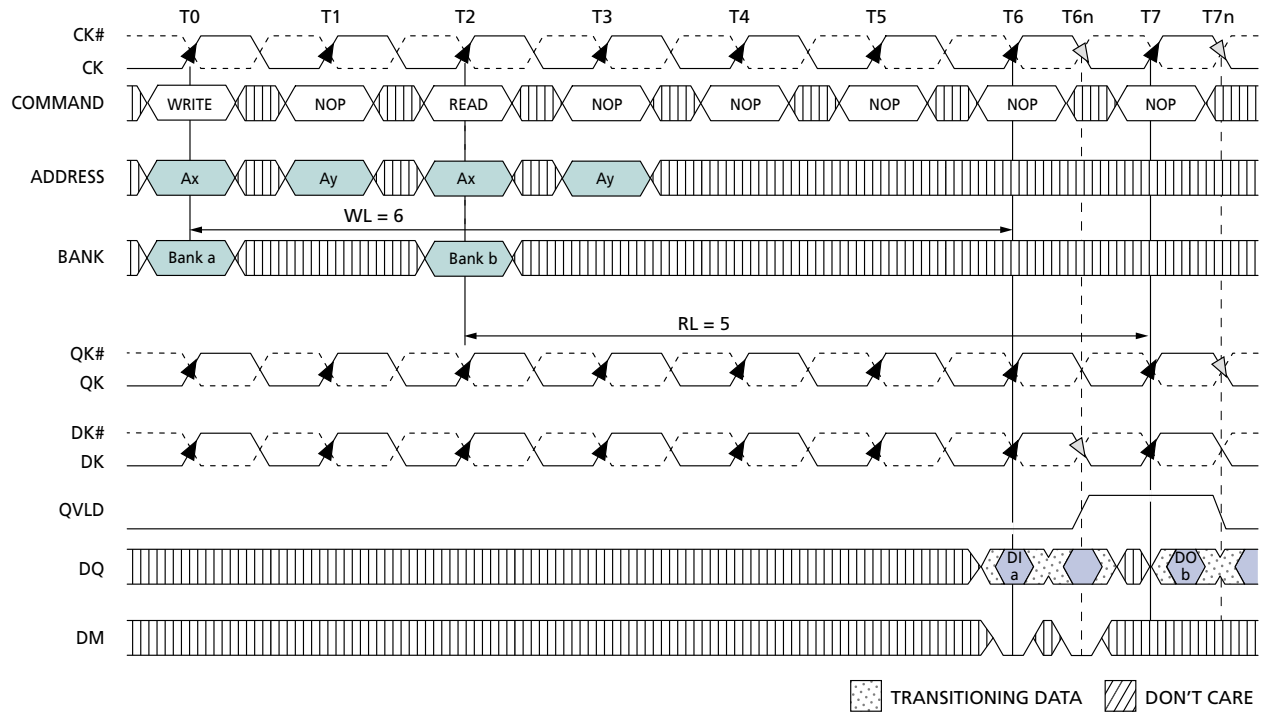 T0 T1 T2 T3 T4 T5 T6 T6n T7 T7n
CK#
CK
COMMAND WRITE NOP READ NOP NOP NOP NOP NOP
ADDRESS Ax Ay Ax Ay
WL = 6
BANK Bank a Bank b
RL = 5
QK#
QK
DK#
DK
QVLD
DQ DI a DO b
DM
TRANSITIONING DATA DON'T CARE